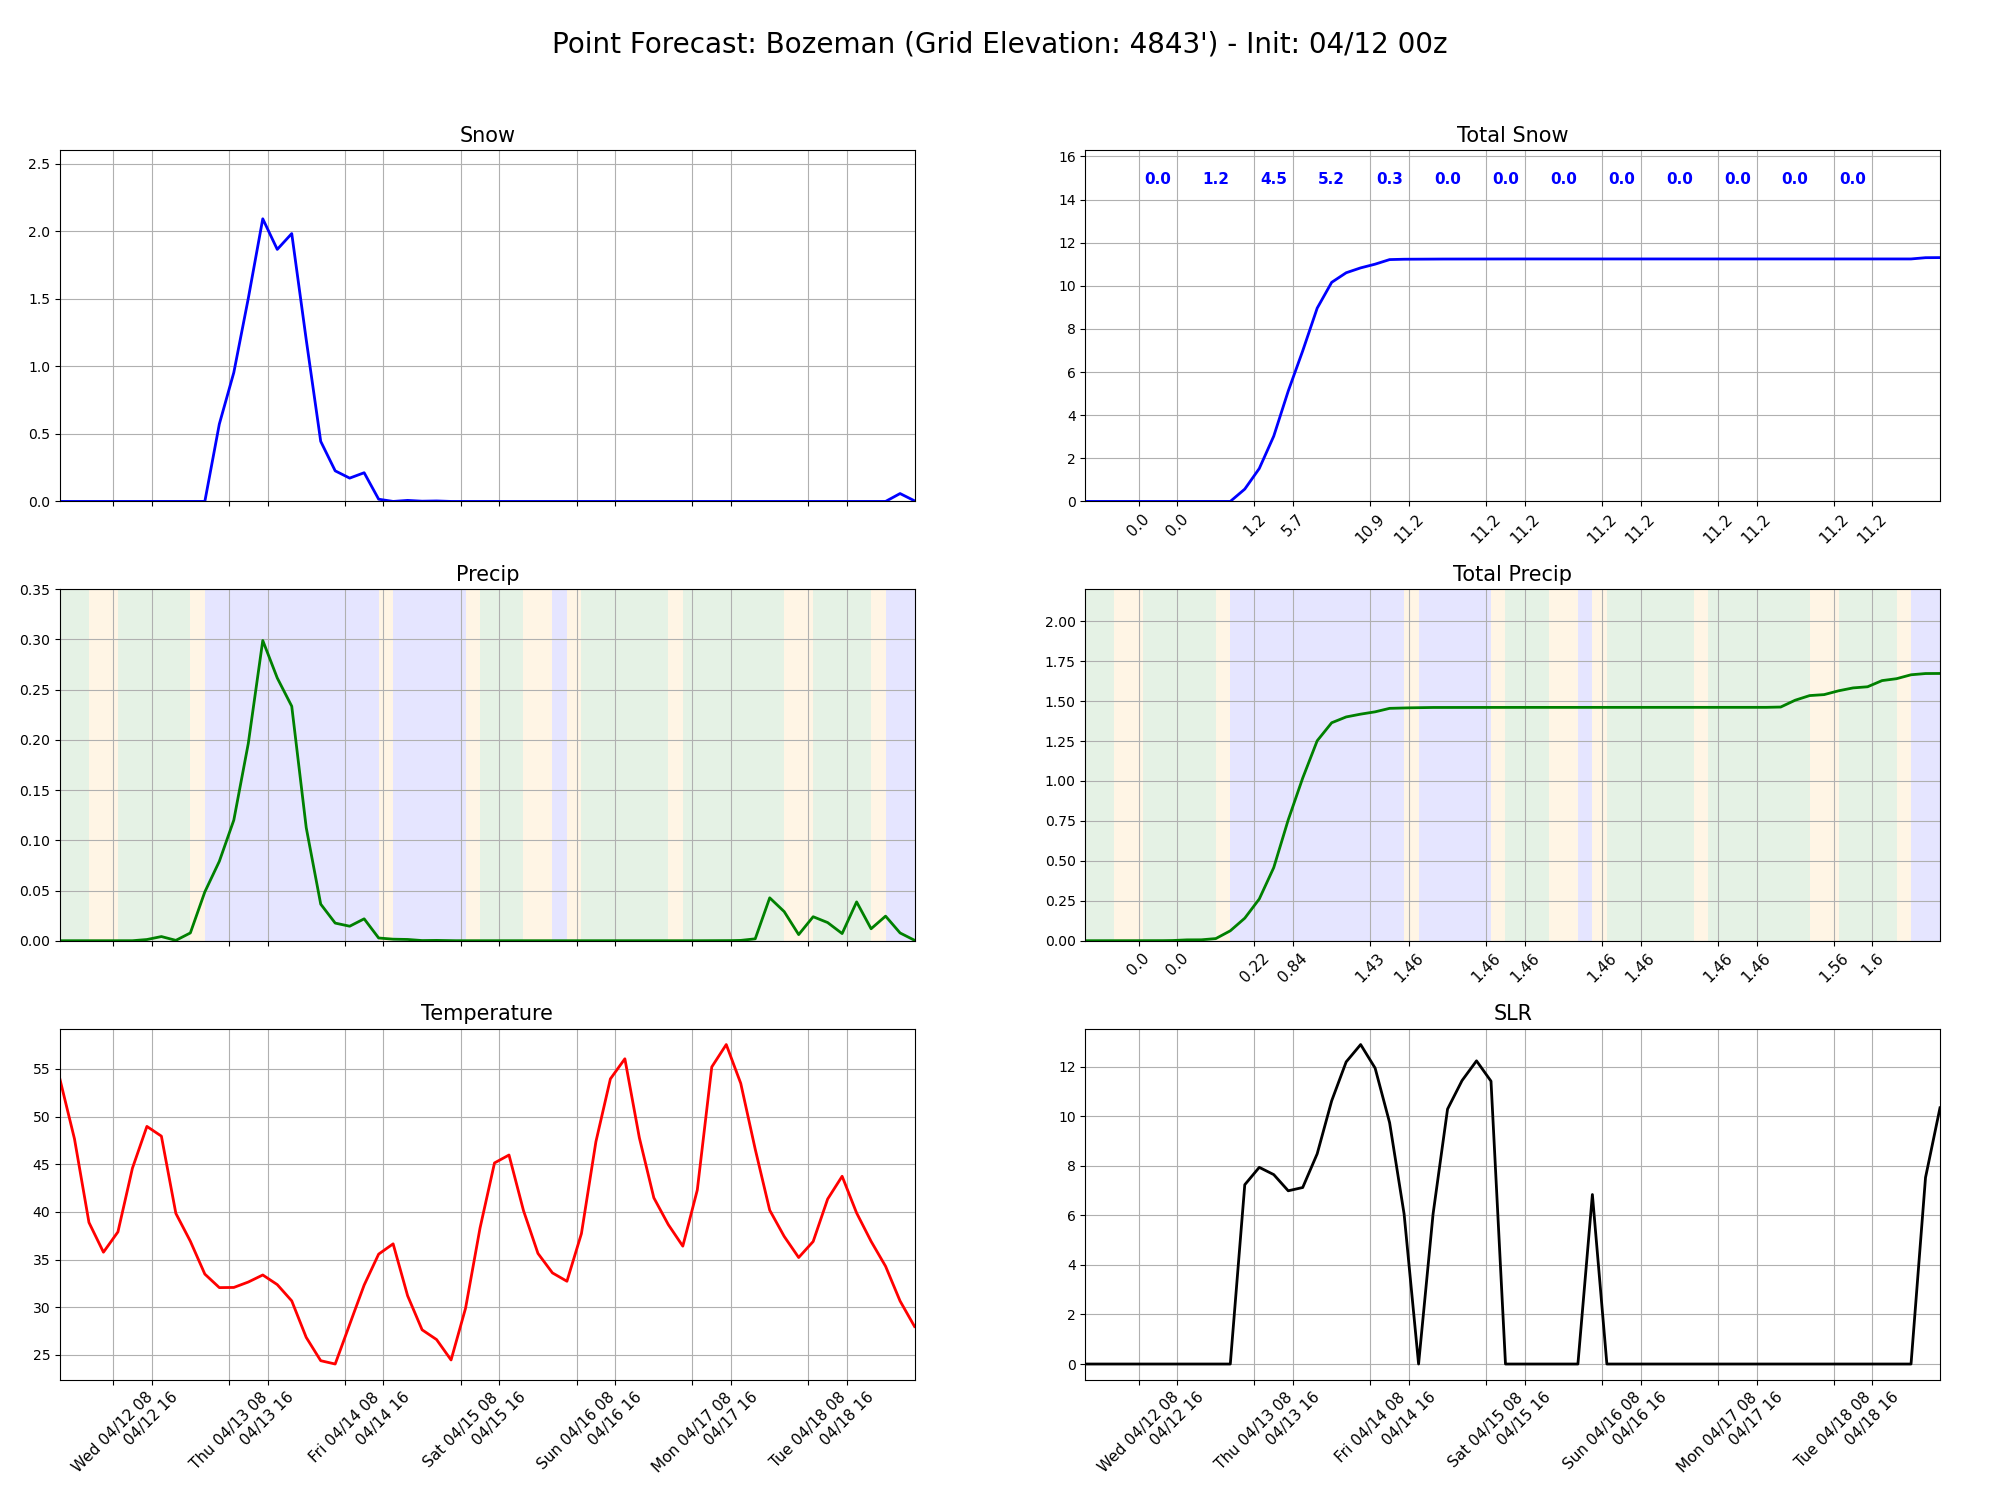 Point Forecast: Bozeman (Grid Elevation: 4843') - Init: 04/12 00z
Snow
2.5
2.0
1.5
1.0
0.5
0.0
Total Snow
16
14
12
10
8
6
4
2
0
0.0 1.2 4.5 5.2 0.3 0.0 0.0 0.0 0.0 0.0 0.0 0.0 0.0
0.0 0.0 1.2 5.7 10.9 11.2 11.2 11.2 11.2 11.2 11.2 11.2 11.2 11.2
Precip
0.35
0.30
0.25
0.20
0.15
0.10
0.05
0.00
Total Precip
2.00
1.75
1.50
1.25
1.00
0.75
0.50
0.25
0.00
0.0 0.0 0.22 0.84 1.43 1.46 1.46 1.46 1.46 1.46 1.46 1.46 1.56 1.6
Temperature
55
50
45
40
35
30
25
Wed 04/12 08
04/12 16
Thu 04/13 08
04/13 16
Fri 04/14 08
04/14 16
Sat 04/15 08
04/15 16
Sun 04/16 08
04/16 16
Mon 04/17 08
04/17 16
Tue 04/18 08
04/18 16
SLR
12
10
8
6
4
2
0
Wed 04/12 08
04/12 16
Thu 04/13 08
04/13 16
Fri 04/14 08
04/14 16
Sat 04/15 08
04/15 16
Sun 04/16 08
04/16 16
Mon 04/17 08
04/17 16
Tue 04/18 08
04/18 16